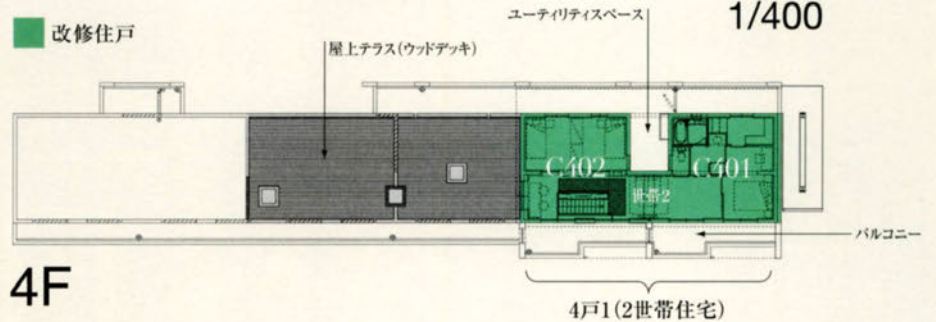 改修住戸
ユーティリティスペース
1/400
屋上テラス(ウッドデッキ)
C402
C401
世帯2
バルコニー
4F
4戸1(2世帯住宅)